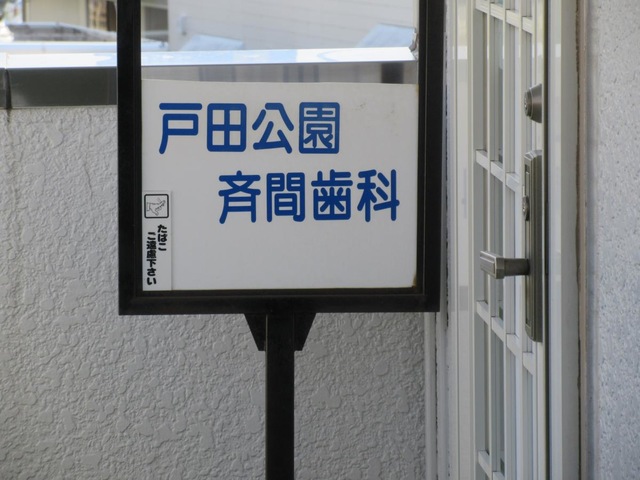 戸田公園
斉間歯科
たばこ
ご遠慮下さい